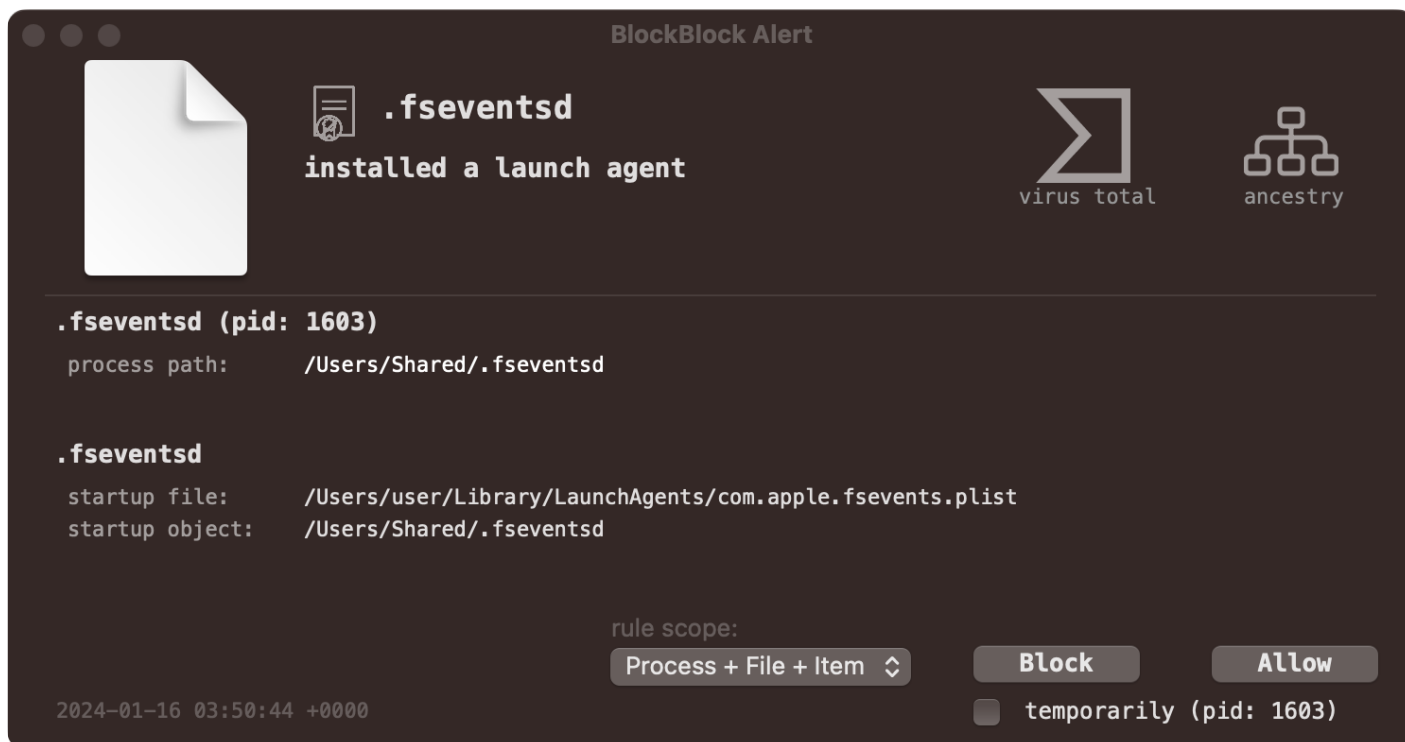 BlockBlock Alert
.fseventsd
installed a launch agent
virus total
ancestry
.fseventsd (pid: 1603)
process path: /Users/Shared/.fseventsd
.fseventsd
startup file: /Users/user/Library/LaunchAgents/com.apple.fsevents.plist
startup object: /Users/Shared/.fseventsd
rule scope:
Process + File + Item
Block
Allow
2024-01-16 03:50:44 +0000
temporarily (pid: 1603)